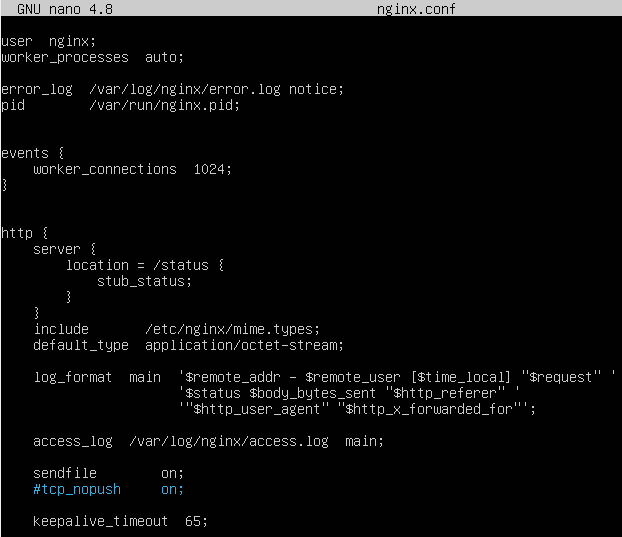 GNU nano 4.8 nginx.conf
user  nginx;
worker_processes  auto;
error_log  /var/log/nginx/error.log notice;
pid        /var/run/nginx.pid;
events {
    worker_connections  1024;
}
http {
    server {
        location = /status {
            stub_status;
        }
    }
    include       /etc/nginx/mime.types;
    default_type  application/octet-stream;
    log_format  main  '$remote_addr - $remote_user [$time_local] "$request" '
                      '$status $body_bytes_sent "$http_referer" '
                      '"$http_user_agent" "$http_x_forwarded_for"';
    access_log  /var/log/nginx/access.log  main;
    sendfile        on;
    #tcp_nopush     on;
    keepalive_timeout  65;